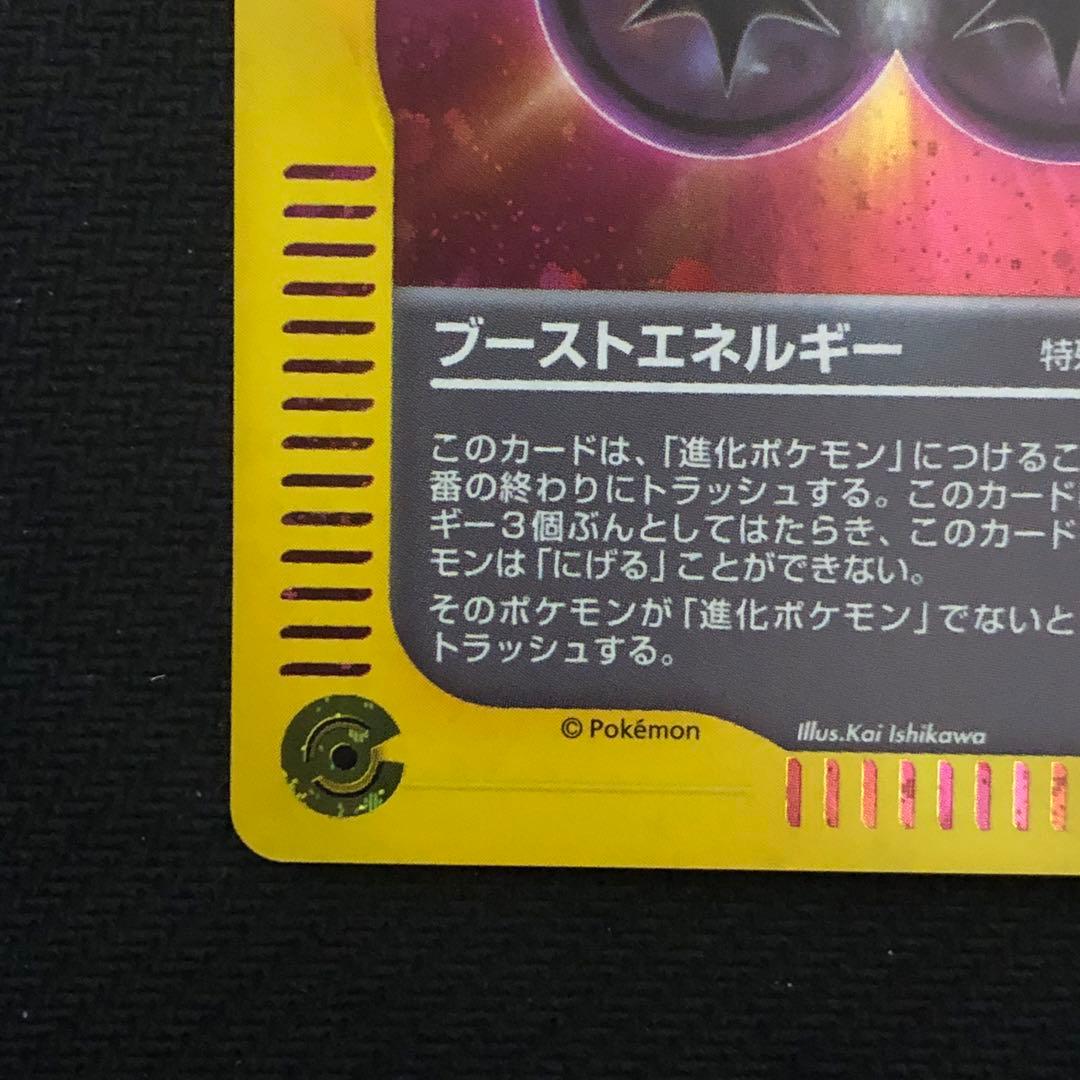 ブーストエネルギー 特殊
このカードは、「進化ポケモン」につけるこ
番の終わりにトラッシュする。このカード
ギー3個ぶんとしてはたらき、このカード
モンは「にげる」ことができない。
そのポケモンが「進化ポケモン」でないと
トラッシュする。
© Pokémon
Illus.Kai Ishikawa